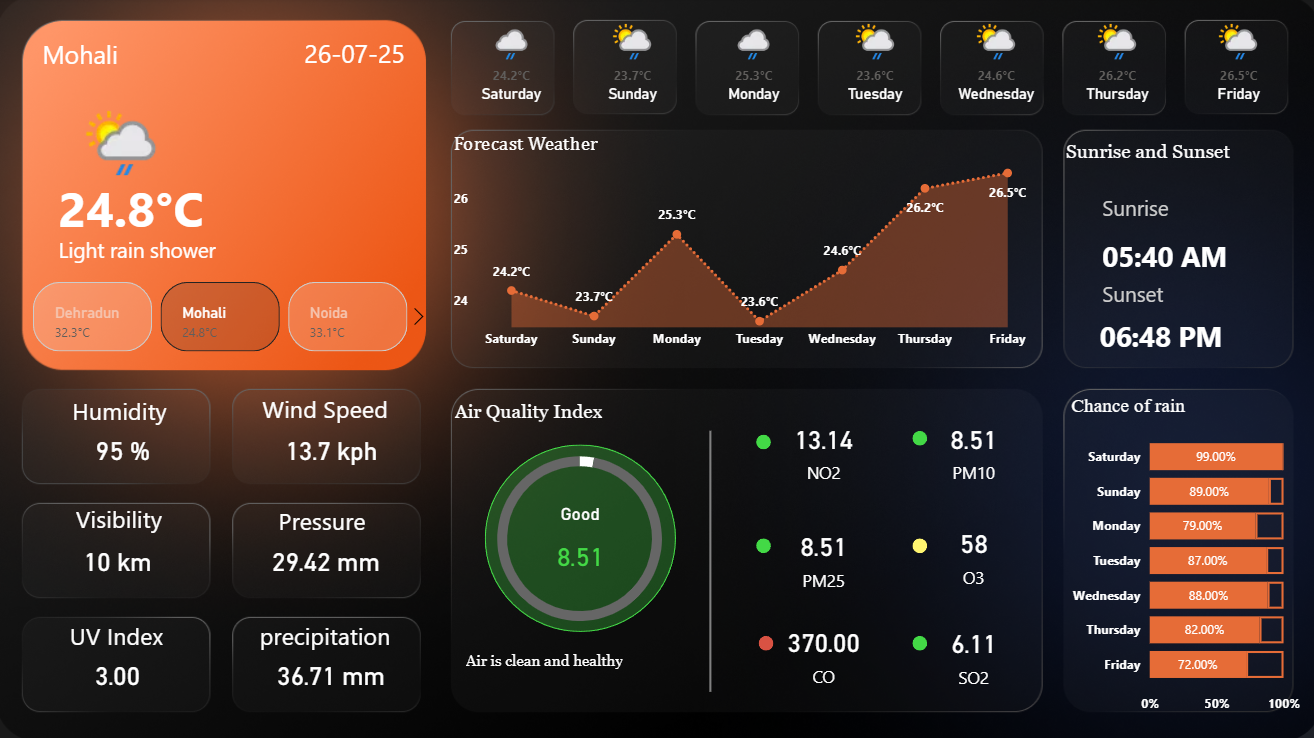 Mohali 26-07-25
24.8°C
Light rain shower
Dehradun
32.3°C
Mohali
24.8°C
Noida
33.1°C
24.2°C
Saturday
23.7°C
Sunday
25.3°C
Monday
23.6°C
Tuesday
24.6°C
Wednesday
26.2°C
Thursday
26.5°C
Friday
Forecast Weather
26
25
24
24.2°C
23.7°C
25.3°C
23.6°C
24.6°C
26.2°C
26.5°C
Saturday Sunday Monday Tuesday Wednesday Thursday Friday
Sunrise and Sunset
Sunrise
05:40 AM
Sunset
06:48 PM
Humidity
95 %
Wind Speed
13.7 kph
Visibility
10 km
Pressure
29.42 mm
UV Index
3.00
precipitation
36.71 mm
Air Quality Index
Good
8.51
Air is clean and healthy
13.14
NO2
8.51
PM10
8.51
PM25
58
O3
370.00
CO
6.11
SO2
Chance of rain
Saturday 99.00%
Sunday 89.00%
Monday 79.00%
Tuesday 87.00%
Wednesday 88.00%
Thursday 82.00%
Friday 72.00%
0% 50% 100%